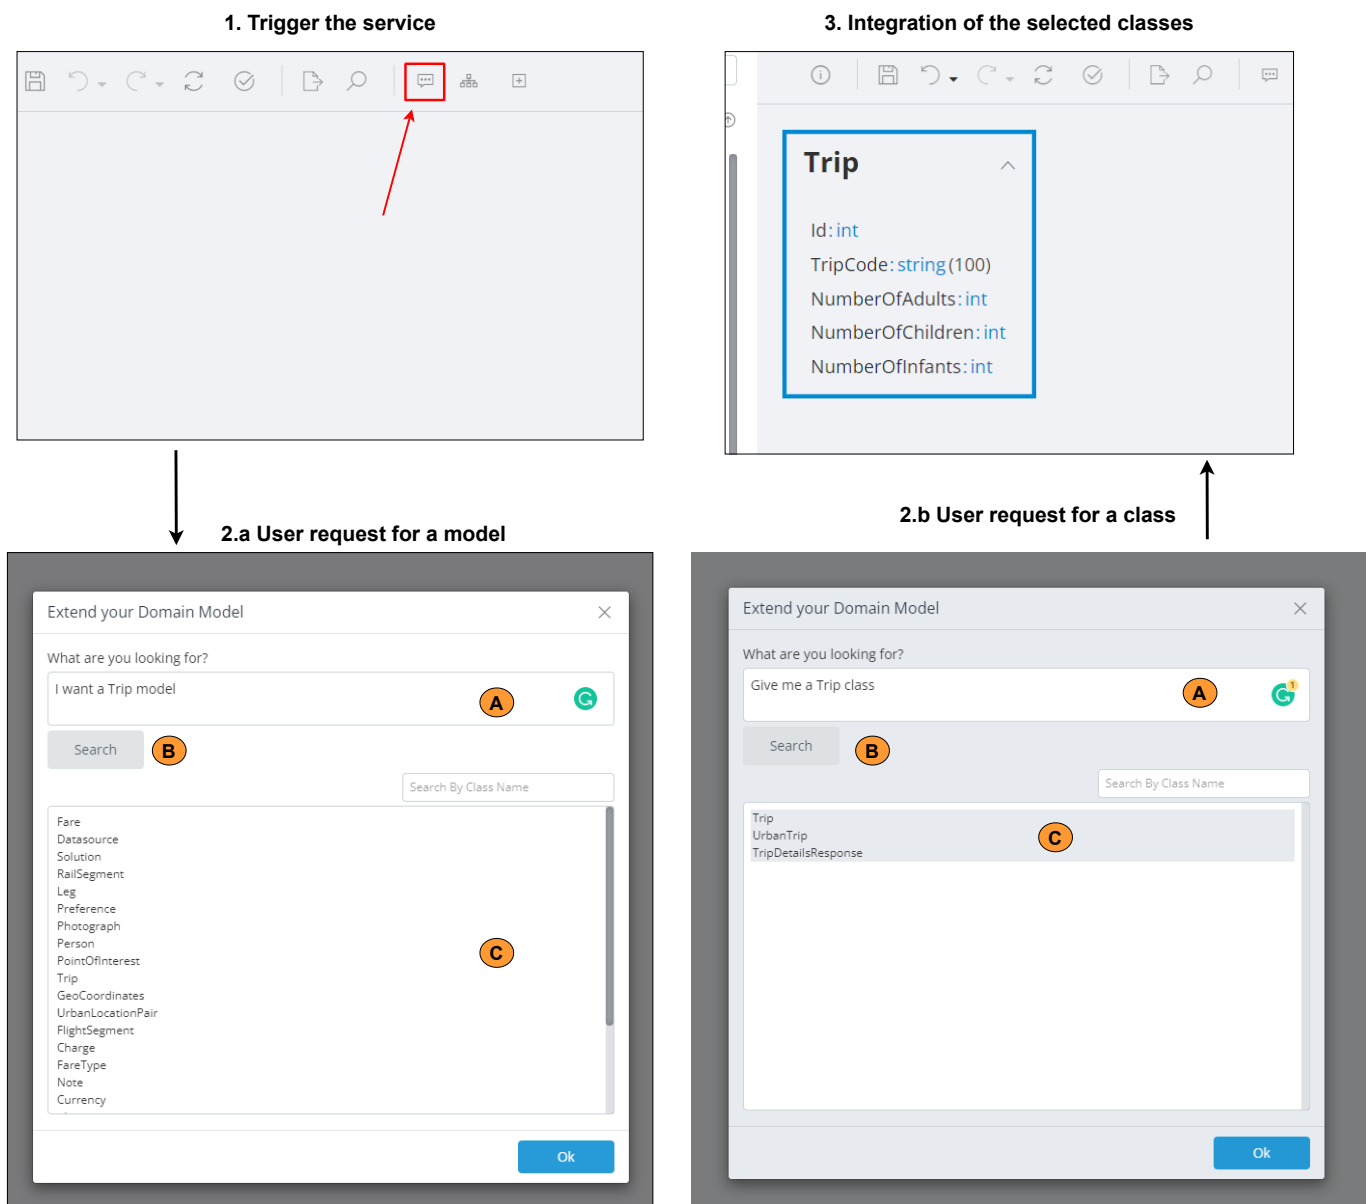 1. Trigger the service
3. Integration of the selected classes
Trip
Id: int
TripCode: string (100)
NumberOfAdults: int
NumberOfChildren: int
NumberOfInfants: int
2.a User request for a model
2.b User request for a class
Extend your Domain Model
What are you looking for?
I want a Trip model
A
Search
B
Search By Class Name
Fare
Datasource
Solution
RailSegment
Leg
Preference
Photograph
Person
PointOfInterest
Trip
GeoCoordinates
UrbanLocationPair
FlightSegment
Charge
FareType
Note
Currency
C
Ok
Extend your Domain Model
What are you looking for?
Give me a Trip class
A
1
Search
B
Search By Class Name
Trip
UrbanTrip
TripDetailsResponse
C
Ok